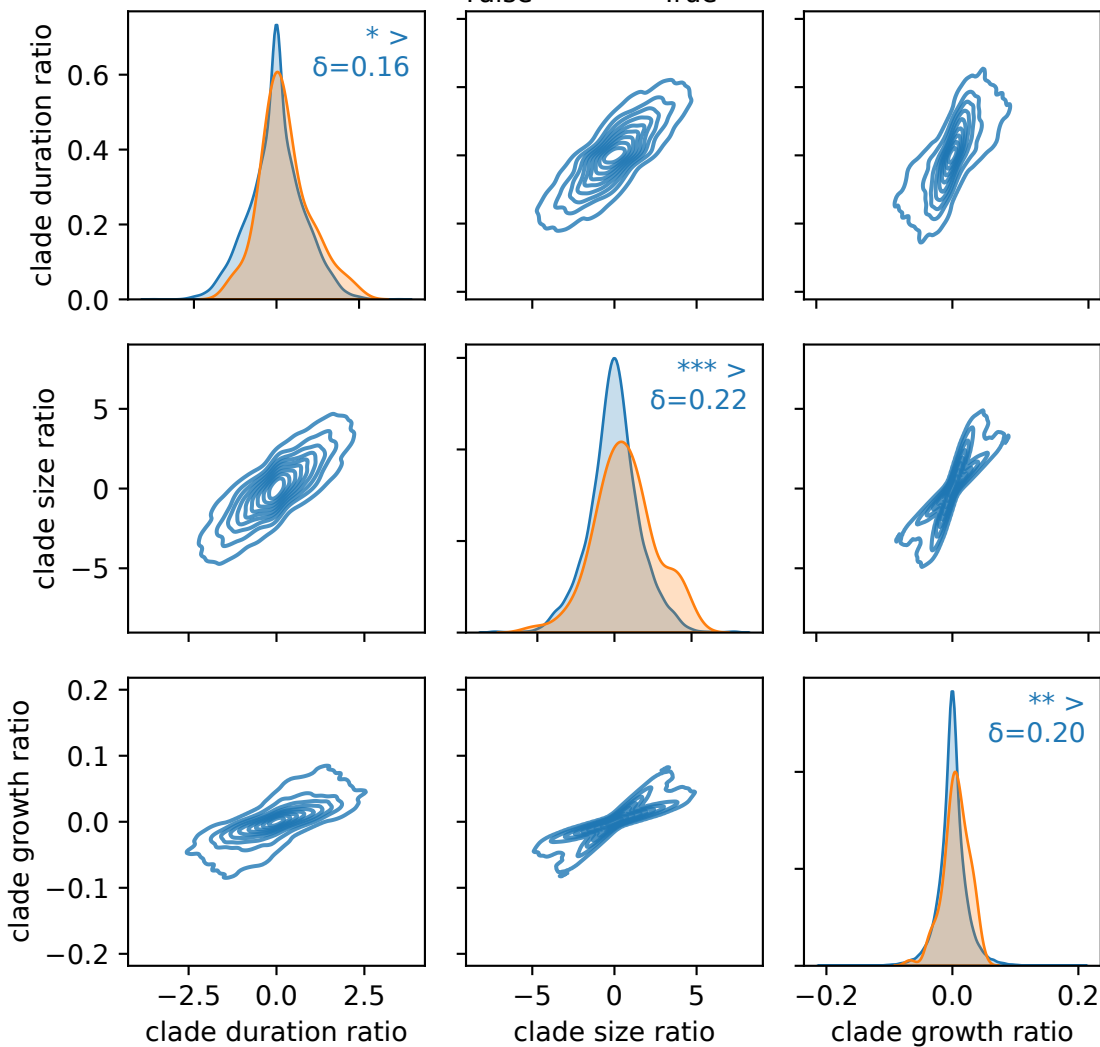 clade duration ratio
0.6
0.4
0.2
0.0
* >
δ=0.16
clade size ratio
5
0
−5
*** >
δ=0.22
clade growth ratio
0.2
0.1
0.0
−0.1
−0.2
** >
δ=0.20
−2.5 0.0 2.5
clade duration ratio
−5 0 5
clade size ratio
−0.2 0.0 0.2
clade growth ratio